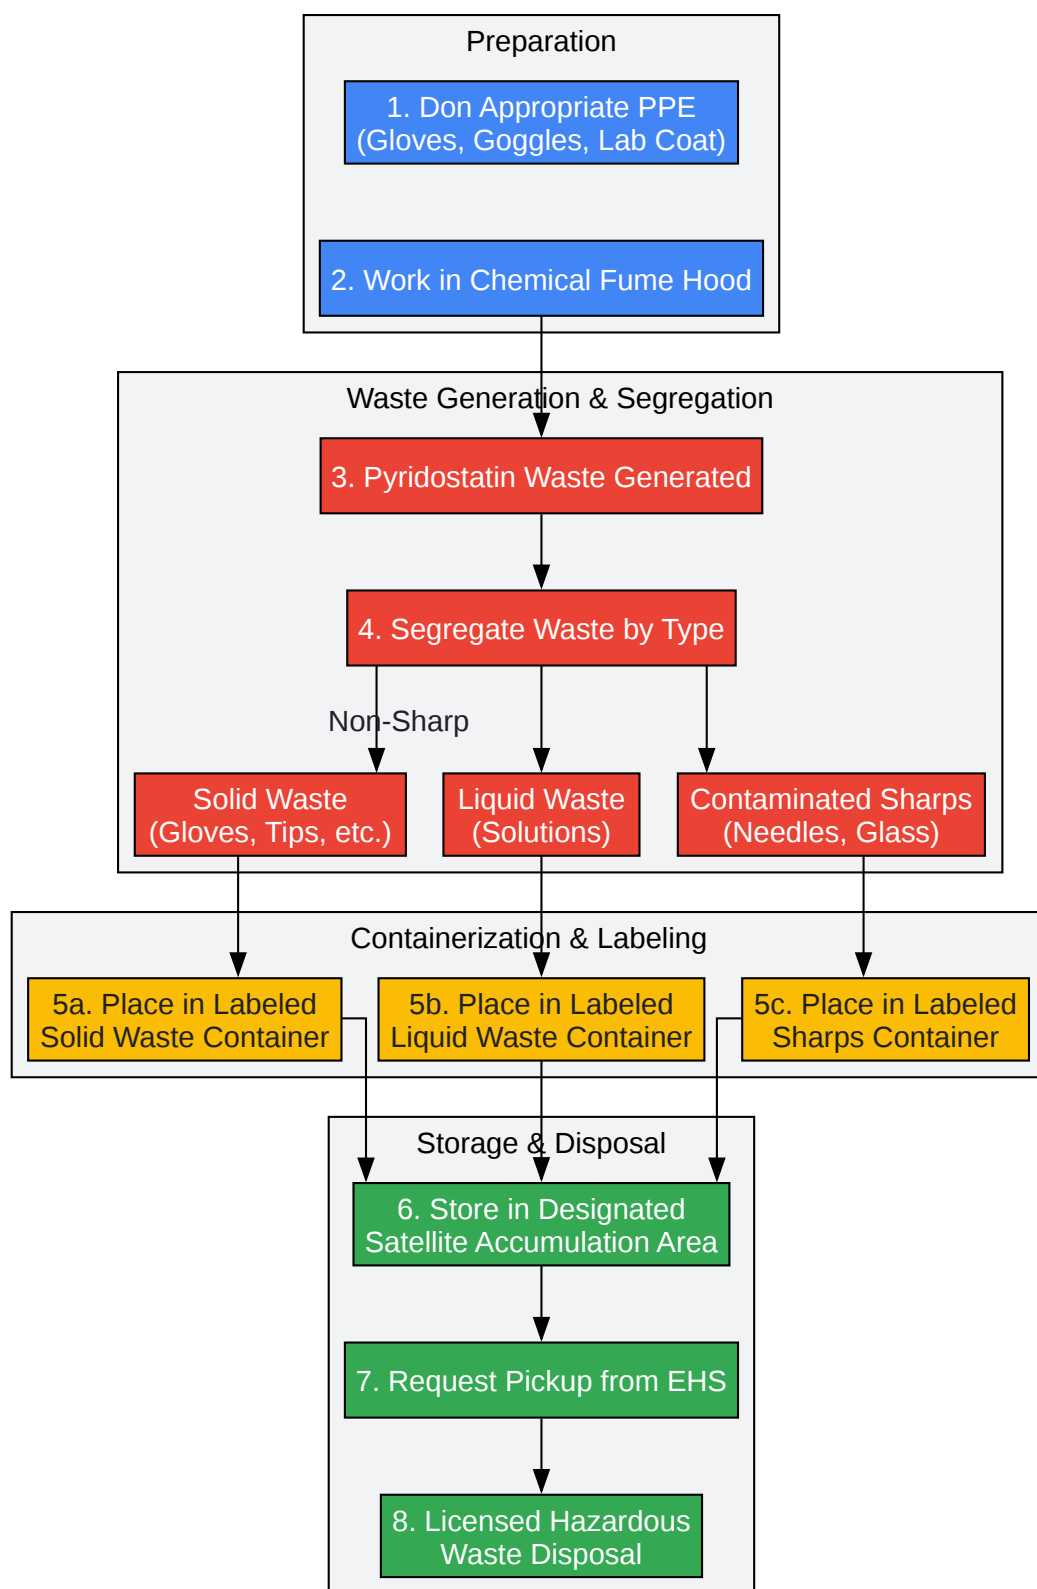 Preparation
1. Don Appropriate PPE
(Gloves, Goggles, Lab Coat)
2. Work in Chemical Fume Hood
Waste Generation & Segregation
3. Pyridostatin Waste Generated
4. Segregate Waste by Type
Non-Sharp
Solid Waste
(Gloves, Tips, etc.)
Liquid Waste
(Solutions)
Contaminated Sharps
(Needles, Glass)
Containerization & Labeling
5a. Place in Labeled
Solid Waste Container
5b. Place in Labeled
Liquid Waste Container
5c. Place in Labeled
Sharps Container
Storage & Disposal
6. Store in Designated
Satellite Accumulation Area
7. Request Pickup from EHS
8. Licensed Hazardous
Waste Disposal